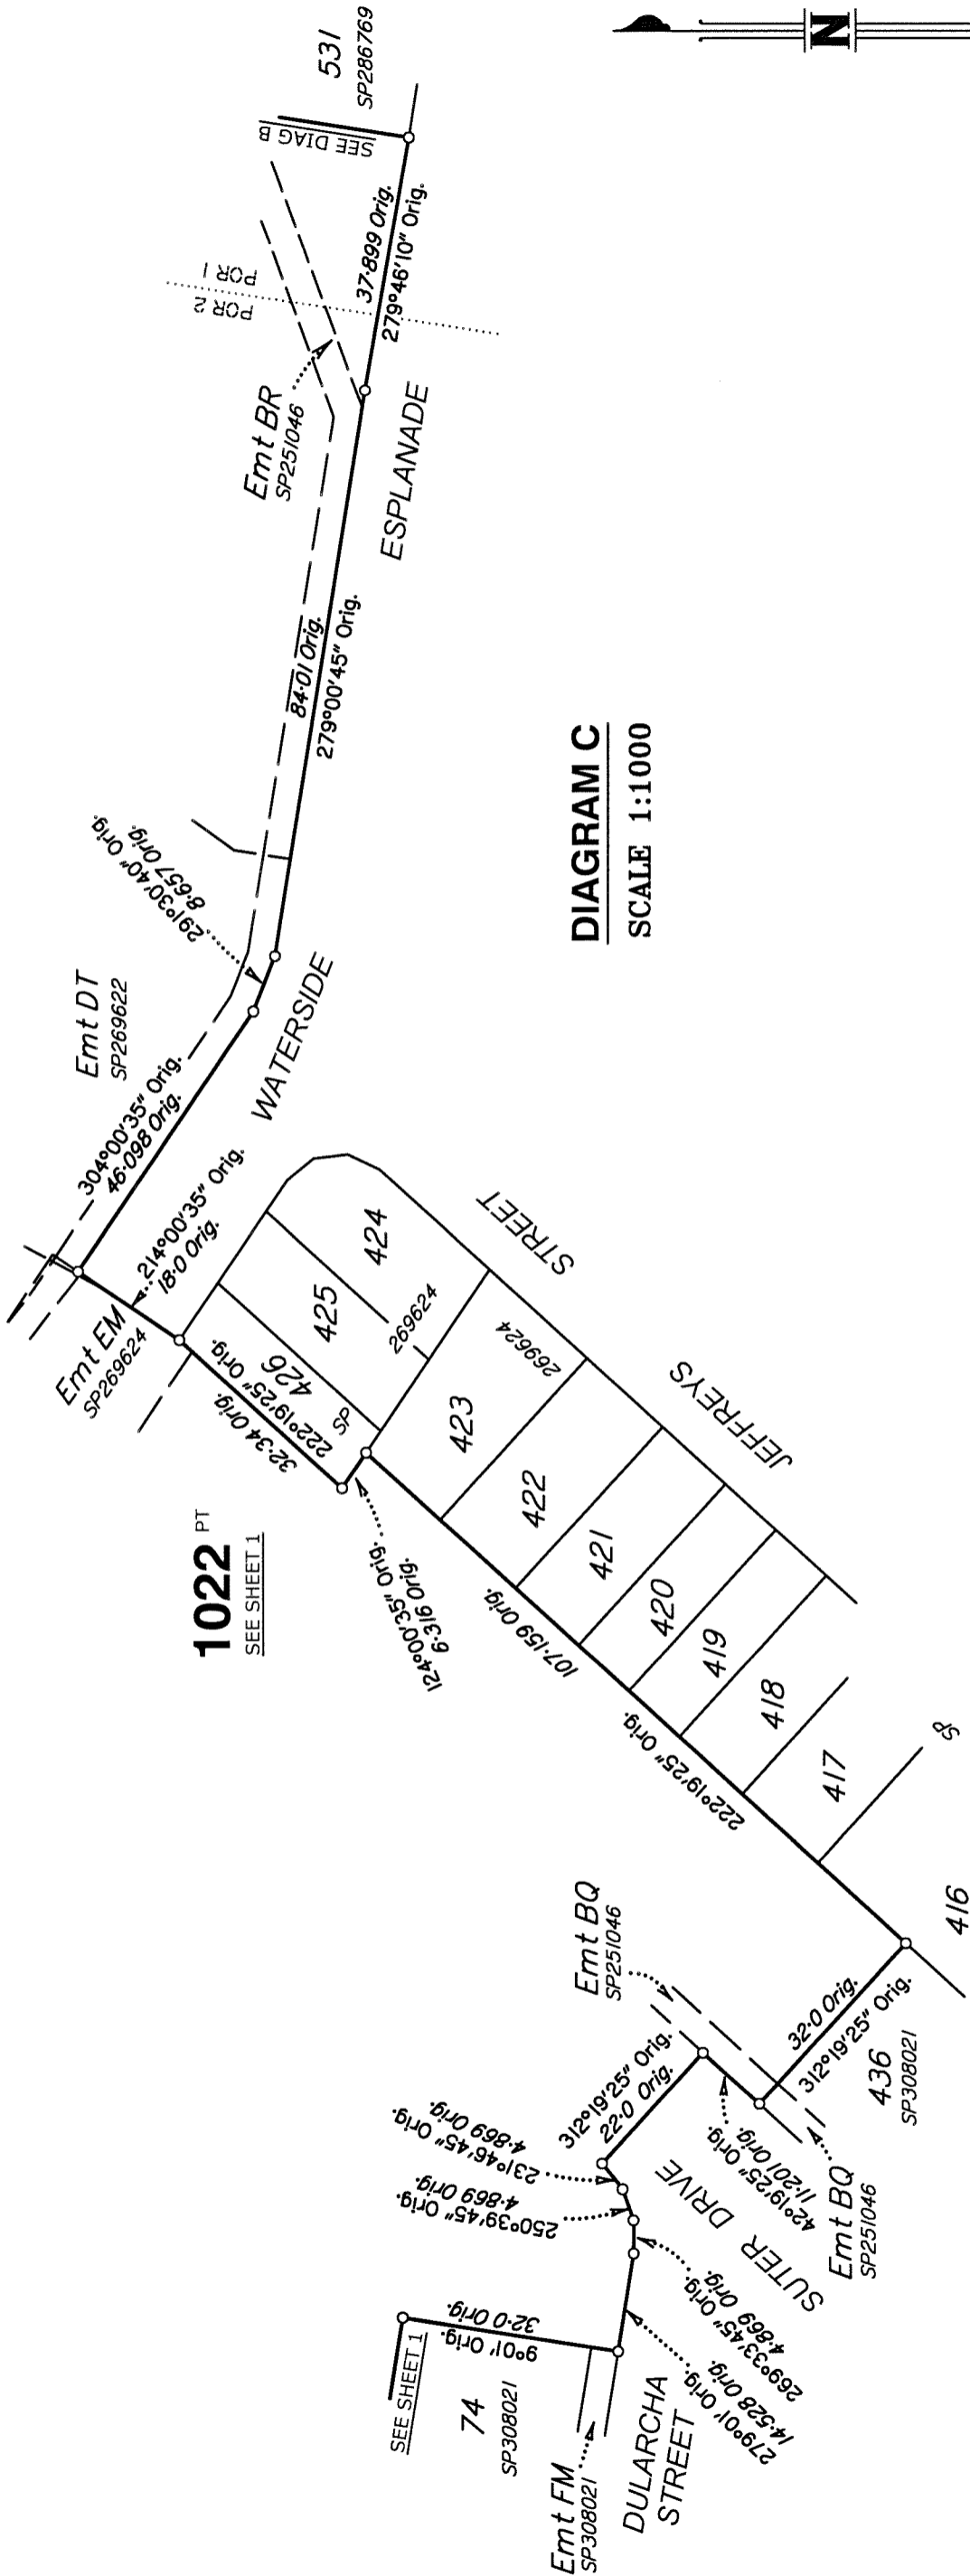 SEE SHEET 1
74
SP308021
9°01' Orig.
32·0 Orig.
Emt FM
SP308021
DULARCHA
STREET
279°01' Orig.
14·528 Orig.
269°33'45" Orig.
4·869 Orig.
250°39'45" Orig.
4·869 Orig.
231°46'45" Orig.
4·869 Orig.
312°19'25" Orig.
22·0 Orig.
SUTER DRIVE
42°19'25" Orig.
11·201 Orig.
Emt BQ
SP251046
Emt BQ
SP251046
32·0 Orig.
312°19'25" Orig.
436
SP308021
416
SP
417
418
419
420
421
422
423
269624
222°19'25" Orig.
107·159 Orig.
JEFFREYS
STREET
1022 PT
SEE SHEET 1
124°00'35" Orig.
6·316 Orig.
32·34 Orig.
222°19'25" Orig.
426
SP
425
269624
424
Emt EM
SP269624
214°00'35" Orig.
18·0 Orig.
304°00'35" Orig.
46·098 Orig.
Emt DT
SP269622
WATERSIDE
291°30'40" Orig.
8·657 Orig.
84·01 Orig.
279°00'45" Orig.
ESPLANADE
Emt BR
SP251046
POR 2
POR 1
37·899 Orig.
279°46'10" Orig.
SEE DIAG B
531
SP286769
DIAGRAM C
SCALE 1:1000
N